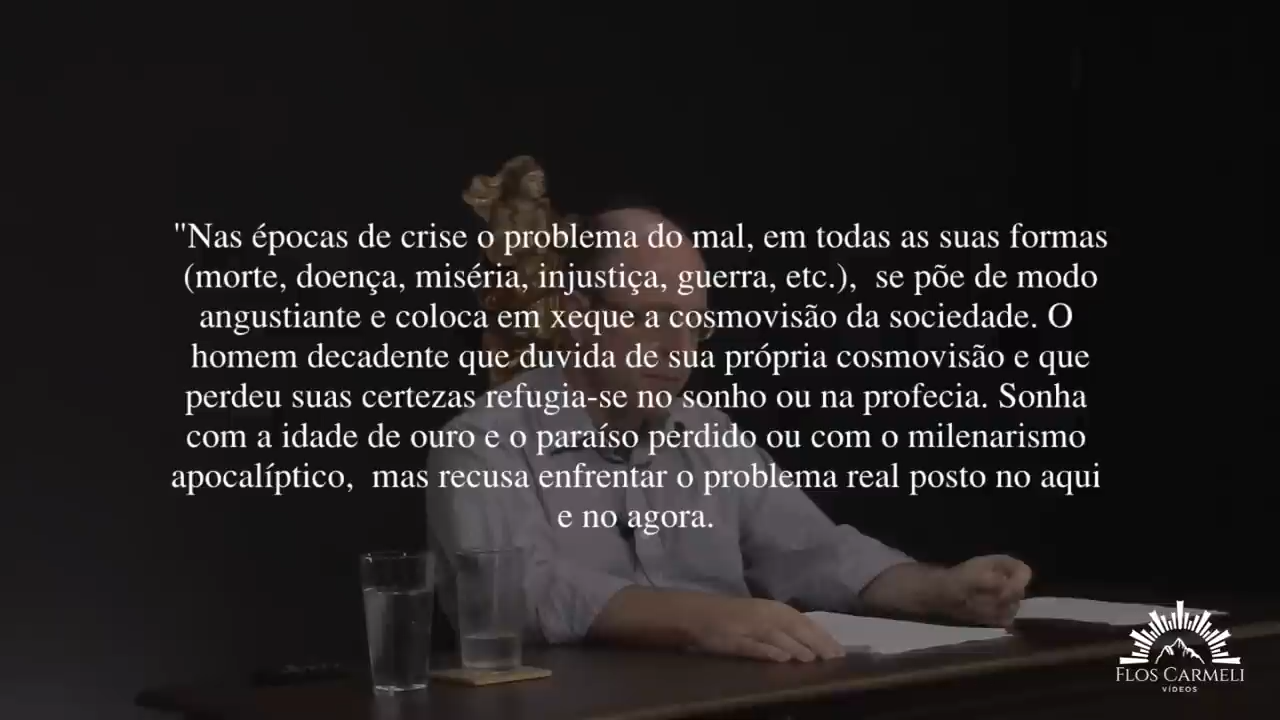 "Nas épocas de crise o problema do mal, em todas as suas formas
(morte, doença, miséria, injustiça, guerra, etc.),  se põe de modo
angustiante e coloca em xeque a cosmovisão da sociedade. O
homem decadente que duvida de sua própria cosmovisão e que
perdeu suas certezas refugia-se no sonho ou na profecia. Sonha
com a idade de ouro e o paraíso perdido ou com o milenarismo
apocalíptico,  mas recusa enfrentar o problema real posto no aqui
e no agora.
FLOS CARMELI
VÍDEOS